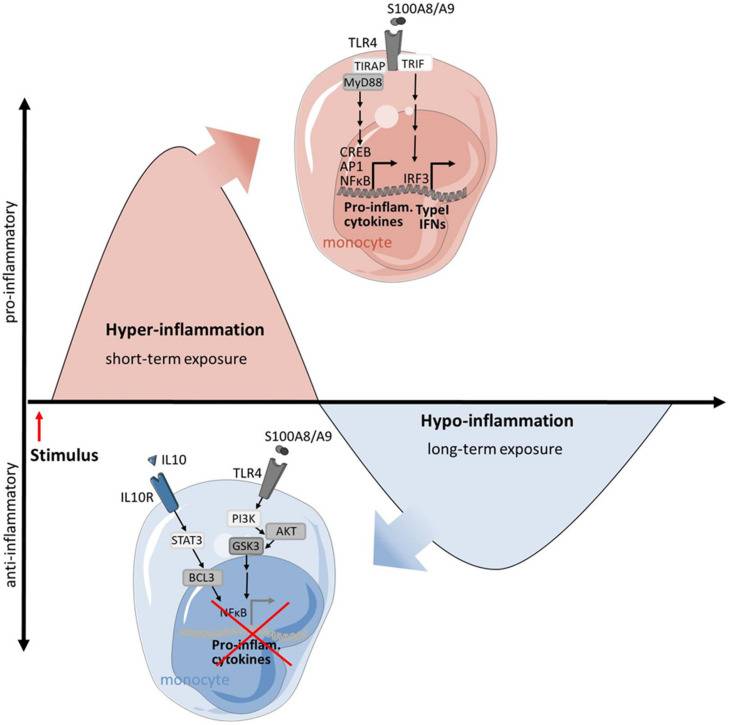 S100A8/A9
TLR4
TIRAP
TRIF
MyD88
CREB
AP1
NFκB
IRF3
Pro-inflam.
cytokines
TypeI
IFNs
monocyte
pro-inflammatory
Hyper-inflammation
short-term exposure
Stimulus
Hypo-inflammation
long-term exposure
anti-inflammatory
S100A8/A9
IL10
TLR4
IL10R
PI3K
STAT3
AKT
GSK3
BCL3
NFκB
Pro-inflam.
cytokines
monocyte